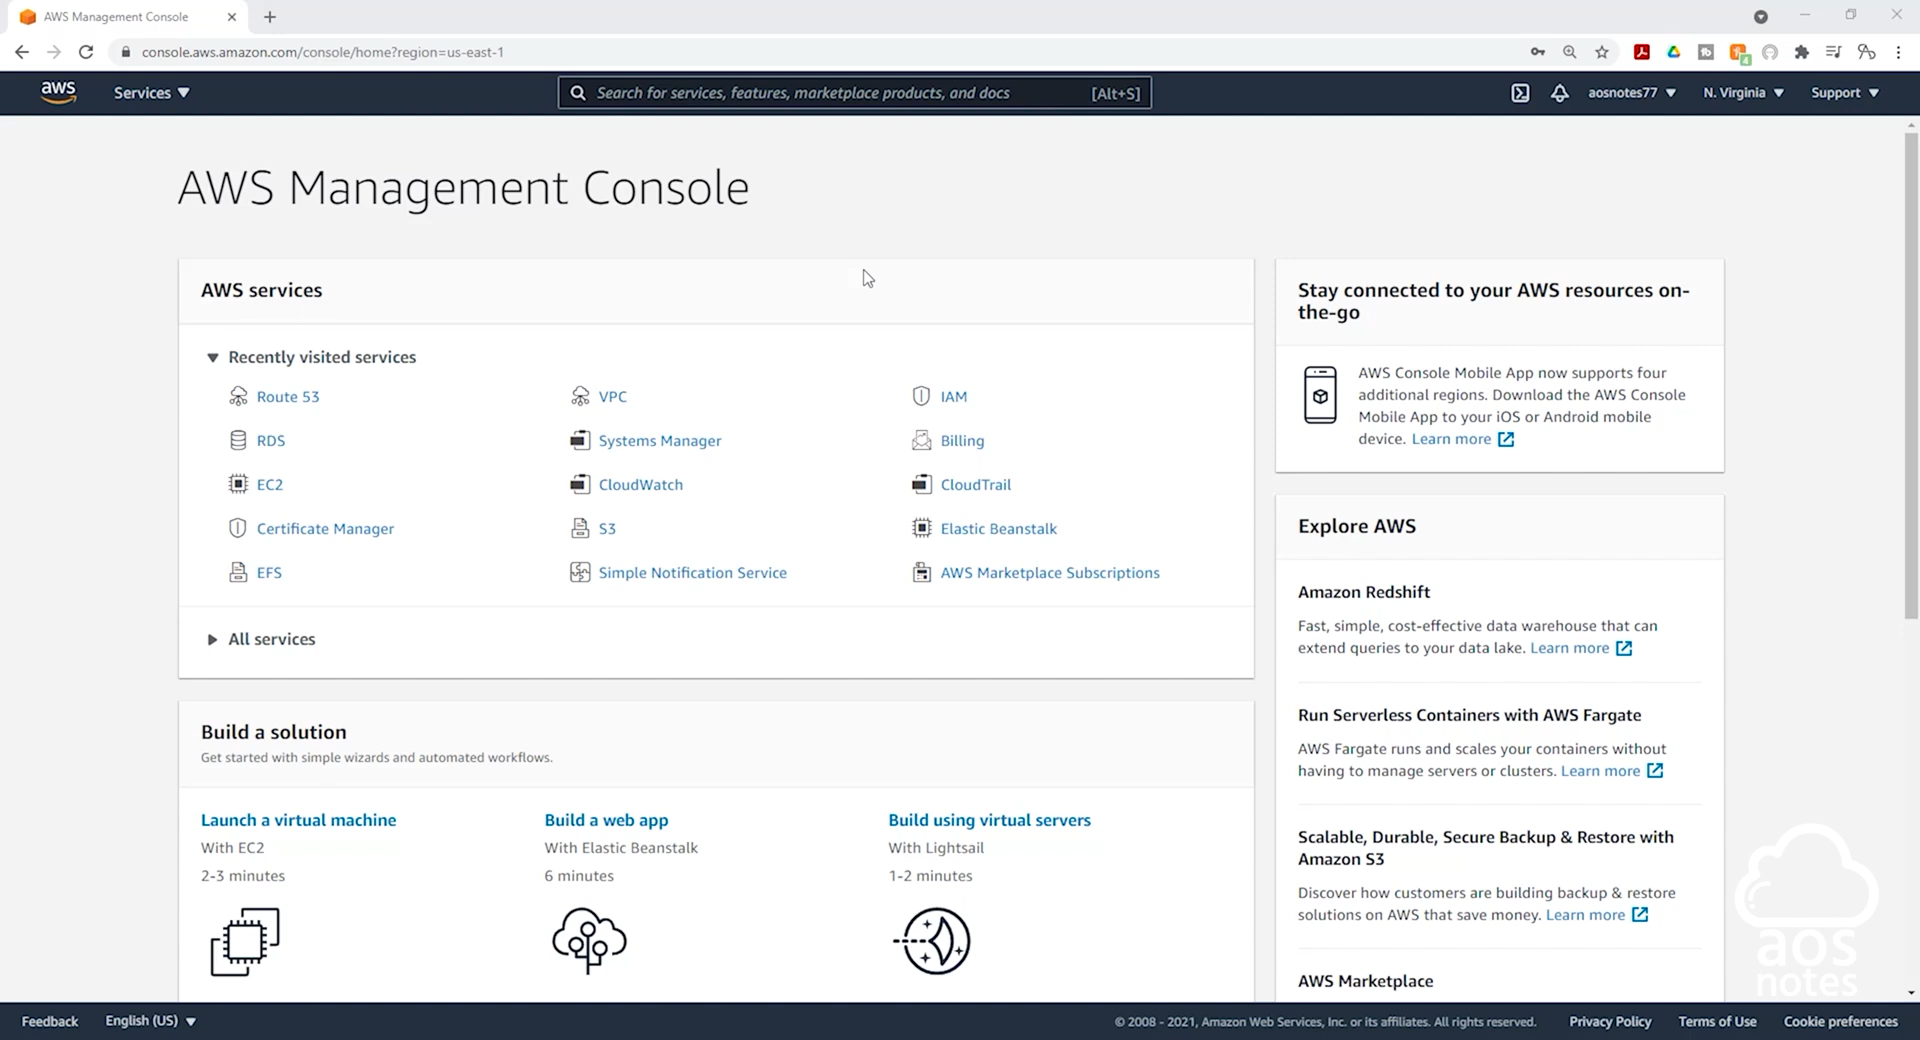 AWS Management Console
console.aws.amazon.com/console/home?region=us-east-1
4
aws
Services
Search for services, features, marketplace products, and docs
[Alt+S]
aosnotes77
N. Virginia
Support
AWS Management Console
AWS services
Recently visited services
Route 53
VPC
IAM
RDS
Systems Manager
Billing
EC2
CloudWatch
CloudTrail
Certificate Manager
S3
Elastic Beanstalk
EFS
Simple Notification Service
AWS Marketplace Subscriptions
All services
Build a solution
Get started with simple wizards and automated workflows.
Launch a virtual machine
With EC2
2-3 minutes
Build a web app
With Elastic Beanstalk
6 minutes
Build using virtual servers
With Lightsail
1-2 minutes
Stay connected to your AWS resources on-
the-go
AWS Console Mobile App now supports four
additional regions. Download the AWS Console
Mobile App to your iOS or Android mobile
device. Learn more
Explore AWS
Amazon Redshift
Fast, simple, cost-effective data warehouse that can
extend queries to your data lake. Learn more
Run Serverless Containers with AWS Fargate
AWS Fargate runs and scales your containers without
having to manage servers or clusters. Learn more
Scalable, Durable, Secure Backup & Restore with
Amazon S3
Discover how customers are building backup & restore
solutions on AWS that save money. Learn more
AWS Marketplace
aos
notes
Feedback
English (US)
© 2008 - 2021, Amazon Web Services, Inc. or its affiliates. All rights reserved.
Privacy Policy
Terms of Use
Cookie preferences